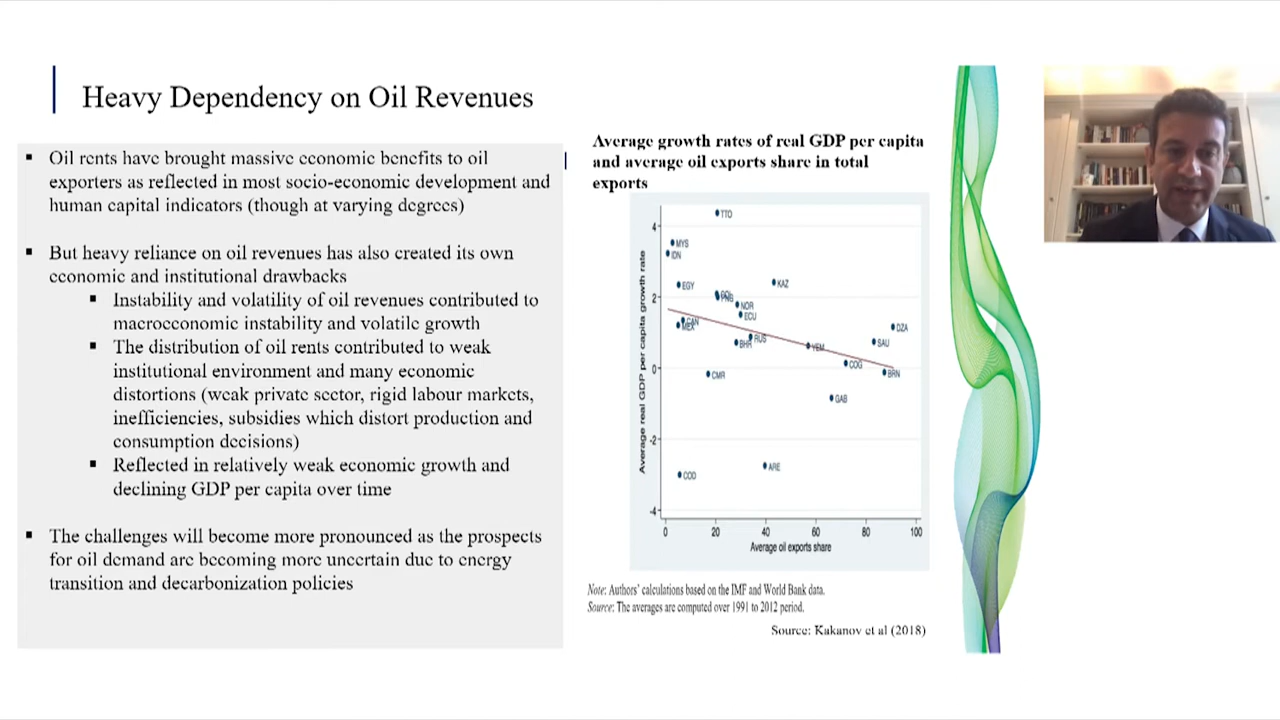 Heavy Dependency on Oil Revenues
▪ Oil rents have brought massive economic benefits to oil
exporters as reflected in most socio-economic development and
human capital indicators (though at varying degrees)
▪ But heavy reliance on oil revenues has also created its own
economic and institutional drawbacks
▪ Instability and volatility of oil revenues contributed to
macroeconomic instability and volatile growth
▪ The distribution of oil rents contributed to weak
institutional environment and many economic
distortions (weak private sector, rigid labour markets,
inefficiencies, subsidies which distort production and
consumption decisions)
▪ Reflected in relatively weak economic growth and
declining GDP per capita over time
▪ The challenges will become more pronounced as the prospects
for oil demand are becoming more uncertain due to energy
transition and decarbonization policies
Average growth rates of real GDP per capita
and average oil exports share in total
exports
Average real GDP per capita growth rate
4
2
0
-2
-4
TTO
MYS
IDN
EGY
KAZ
NOR
ECU
CAN
MEX
DZA
RUS
BHR
SAU
YEM
COG
CMR
BRN
GAB
ARE
COD
0 20 40 60 80 100
Average oil exports share
Note: Authors' calculations based on the IMF and World Bank data.
Source: The averages are computed over 1991 to 2012 period.
Source: Kakanov et al (2018)